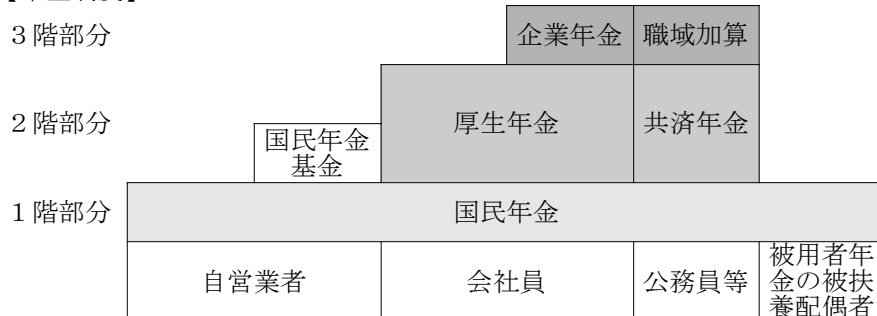 3階部分
企業年金
職域加算
2階部分
国民年金
基金
厚生年金
共済年金
1階部分
国民年金
自営業者
会社員
公務員等
被用者年
金の被扶
養配偶者